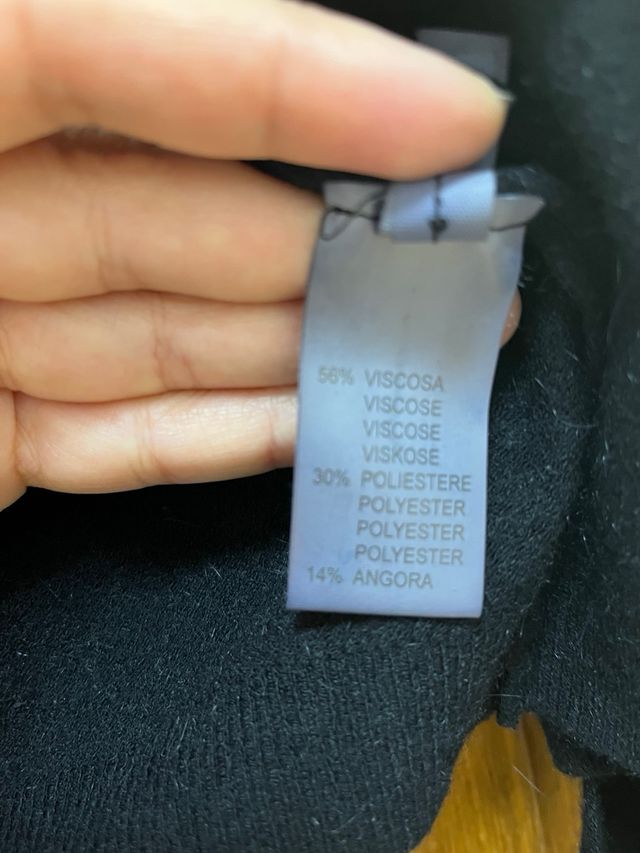 56% VISCOSA
VISCOSE
VISCOSE
VISKOSE
30% POLIESTERE
POLYESTER
POLYESTER
POLYESTER
14% ANGORA